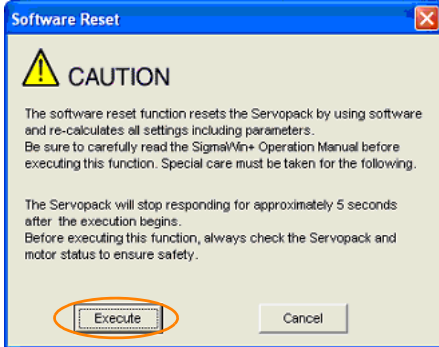 Software Reset
CAUTION
The software reset function resets the Servopack by using software
and re-calculates all settings including parameters.
Be sure to carefully read the SigmaWin+ Operation Manual before
executing this function. Special care must be taken for the following.
The Servopack will stop responding for approximately 5 seconds
after the execution begins.
Before executing this function, always check the Servopack and
motor status to ensure safety.
Execute
Cancel